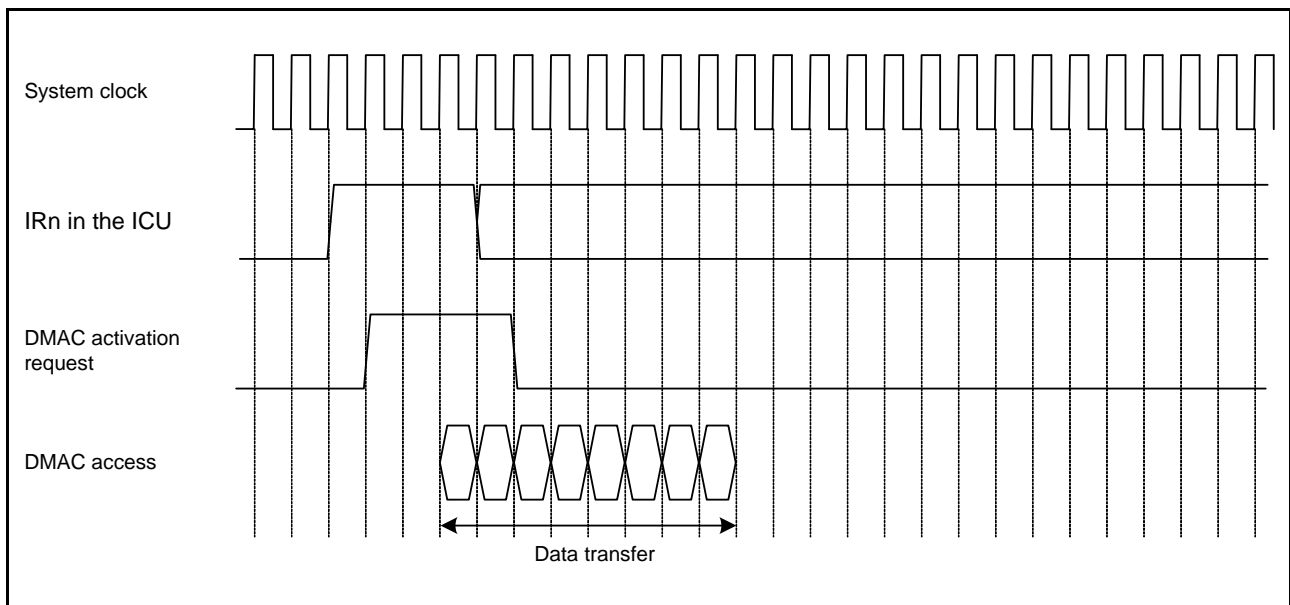 System clock
IRn in the ICU
DMAC activation
request
DMAC access
Data transfer